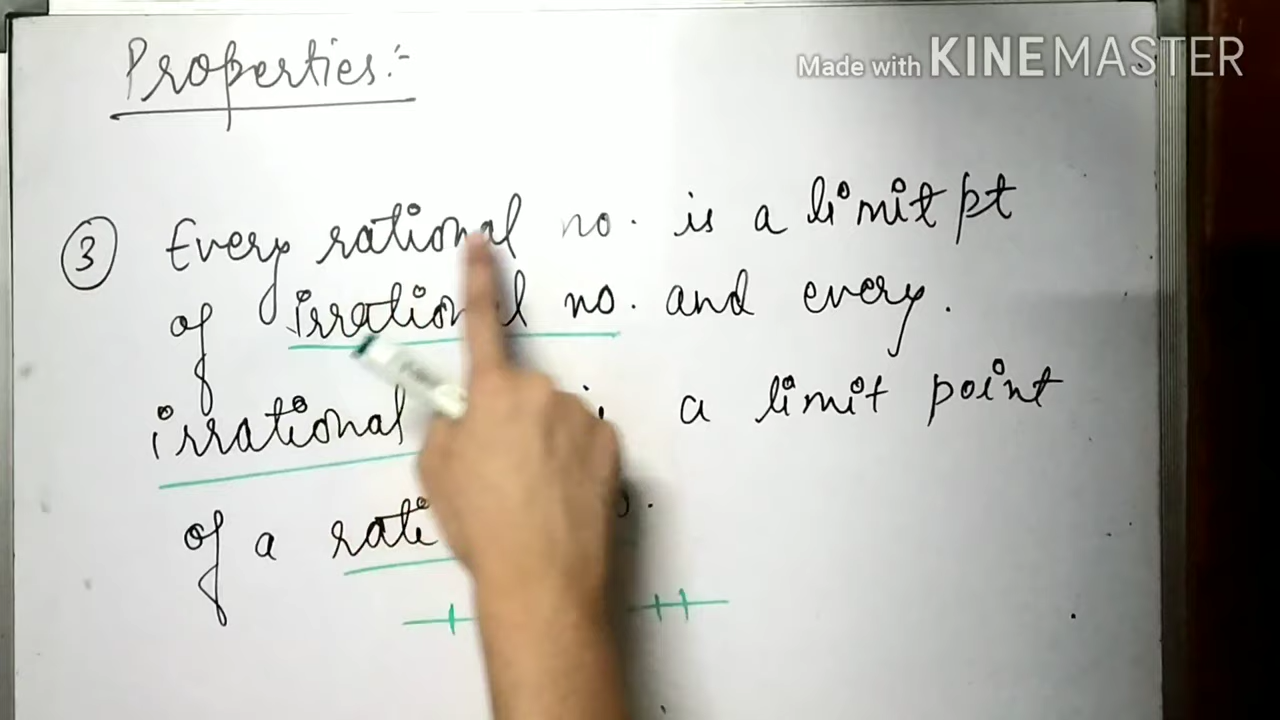 Properties:-
Made with KINEMASTER
③ Every rational no. is a limit pt
of irrational no. and every.
irrational is a limit point
of a